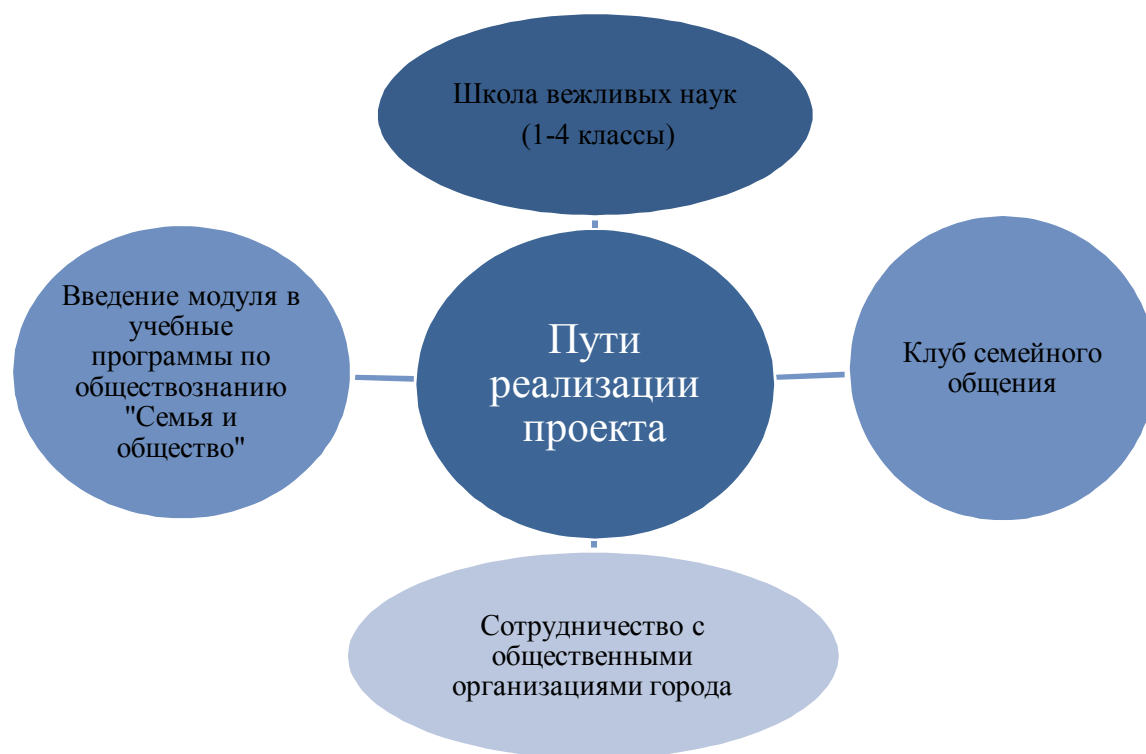 Школа вежливых наук
(1-4 классы)
Введение модуля в
учебные
программы по
обществознанию
"Семья и
общество"
Пути
реализации
проекта
Клуб семейного
общения
Сотрудничество с
общественными
организациями города